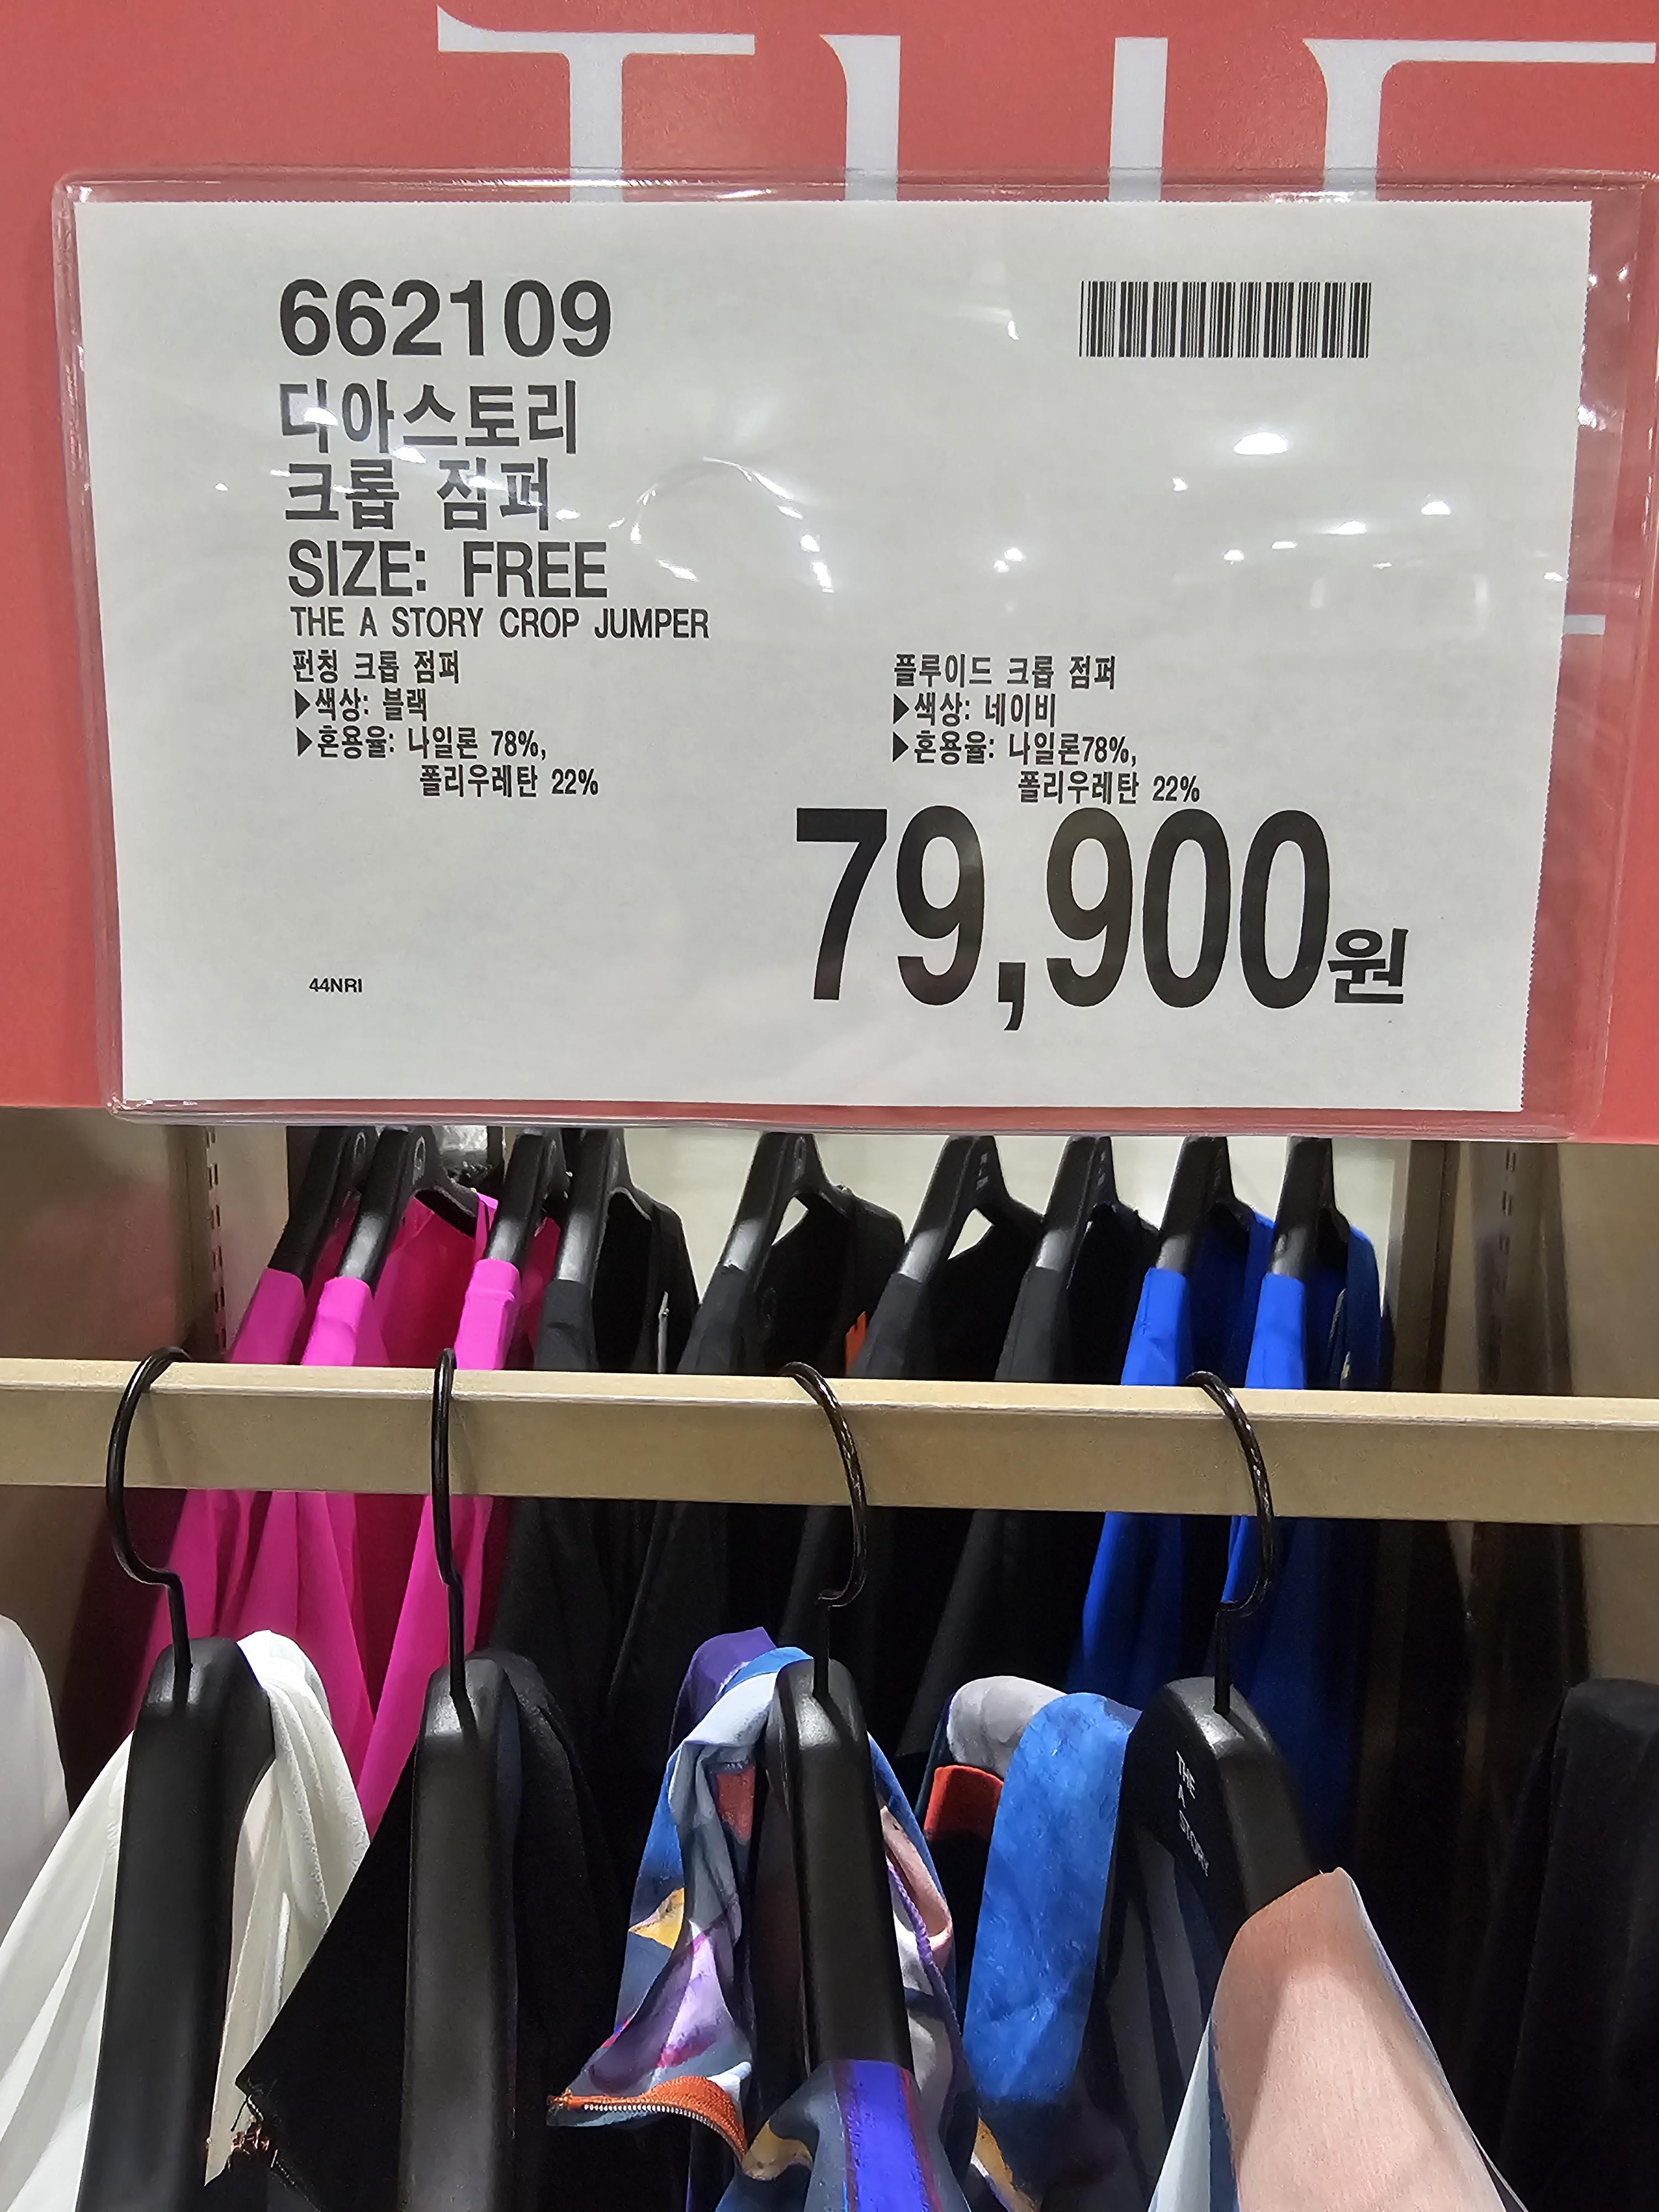 THE
662109
디아스토리
크롭 점퍼
SIZE: FREE
THE A STORY CROP JUMPER
펀칭 크롭 점퍼
▶색상: 블랙
▶혼용율: 나일론 78%,
폴리우레탄 22%
플루이드 크롭 점퍼
▶색상: 네이비
▶혼용율: 나일론78%,
폴리우레탄 22%
79,900원
44NRI
THE
A
STORY